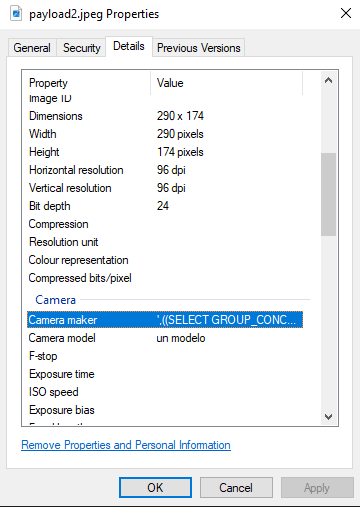 payload2.jpeg Properties
General Security Details Previous Versions
Property Value
Image ID
Dimensions 290 x 174
Width 290 pixels
Height 174 pixels
Horizontal resolution 96 dpi
Vertical resolution 96 dpi
Bit depth 24
Compression
Resolution unit
Colour representation
Compressed bits/pixel
Camera
Camera maker ',((SELECT GROUP_CONC...
Camera model un modelo
F-stop
Exposure time
ISO speed
Exposure bias
Remove Properties and Personal Information
OK Cancel Apply